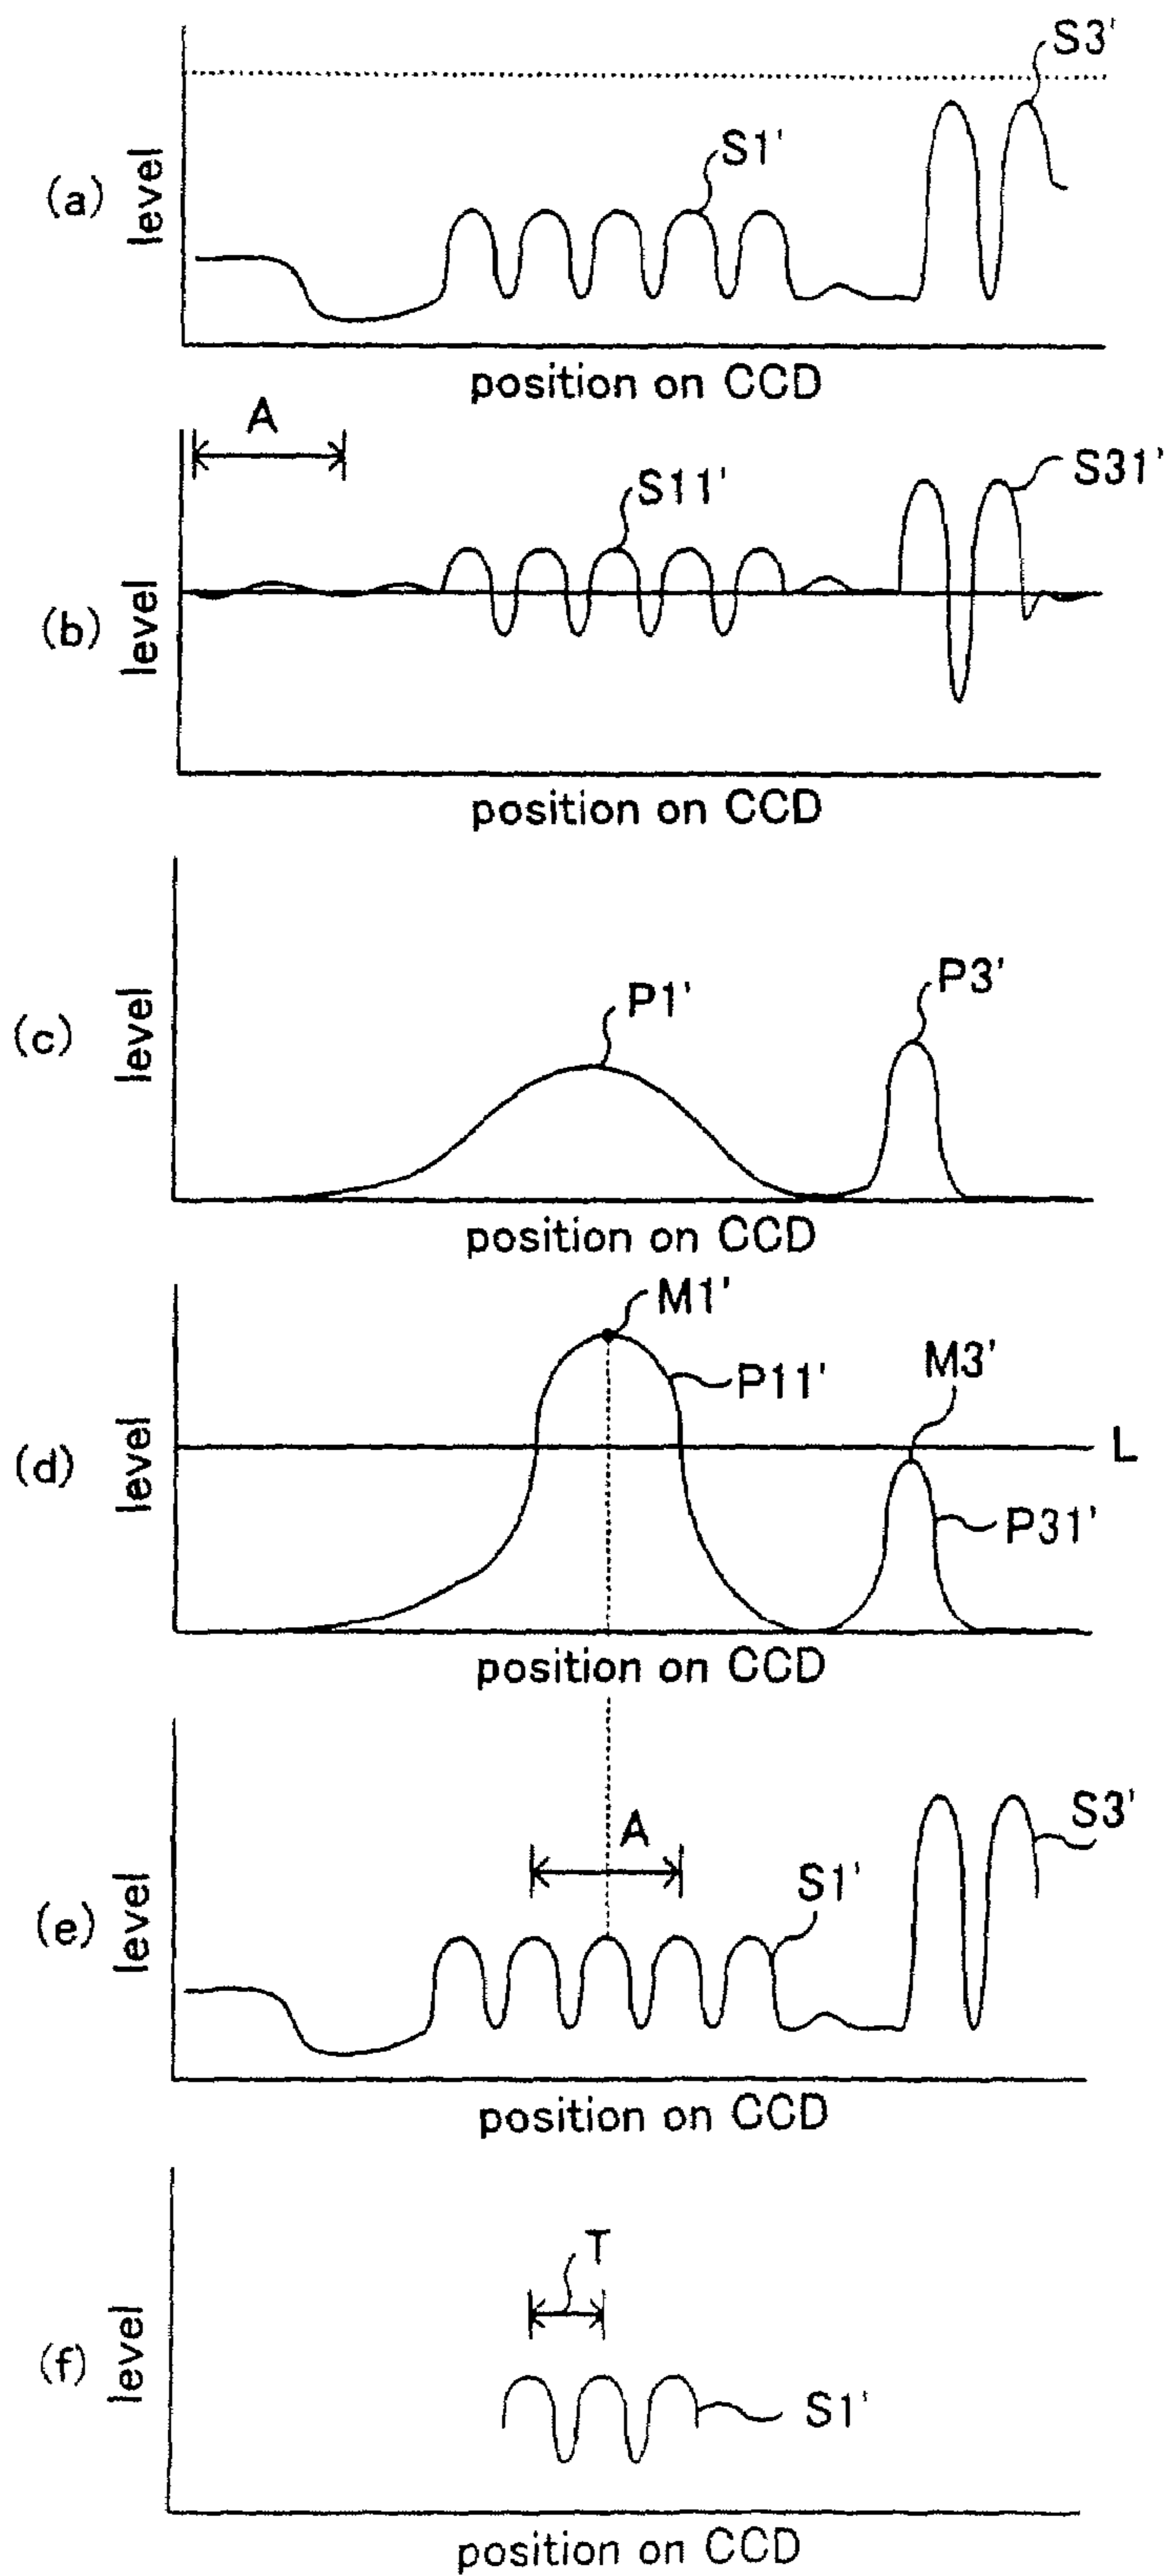 (a)
level
S1'
S3'
position on CCD
A
(b)
level
S11'
S31'
position on CCD
(c)
level
P1'
P3'
position on CCD
(d)
level
M1'
P11'
M3'
L
P31'
position on CCD
(e)
level
A
S1'
S3'
position on CCD
(f)
level
T
S1'
position on CCD